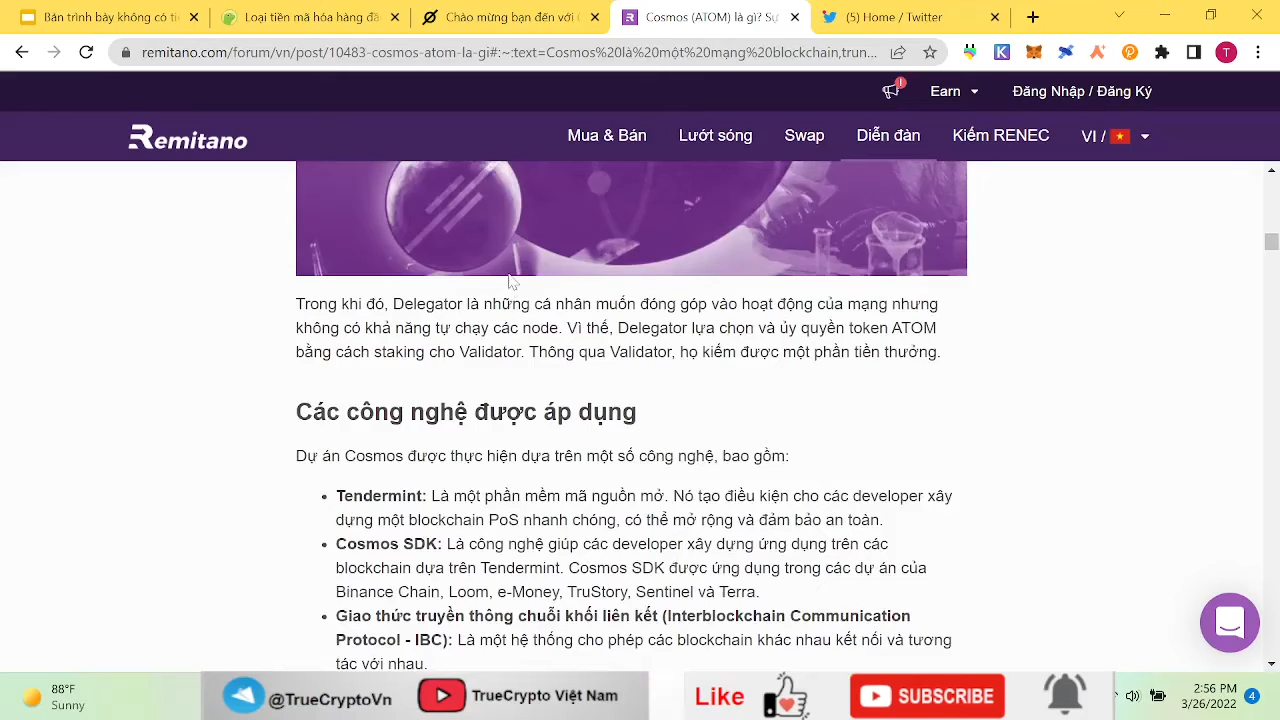 Bán trình bày không có ti
Loại tiền mã hóa hàng đầ
Chào mừng bạn đến với O
Cosmos (ATOM) là gì? Sự
(5) Home / Twitter
remitano.com/forum/vn/post/10483-cosmos-atom-la-gi#:~:text=Cosmos%20là%20một%20mạng%20blockchain,trun...
T
Earn
Đăng Nhập / Đăng Ký
Remitano
Mua & Bán
Lướt sóng
Swap
Diễn đàn
Kiếm RENEC
VI /
Trong khi đó, Delegator là những cá nhân muốn đóng góp vào hoạt động của mạng nhưng
không có khả năng tự chạy các node. Vì thế, Delegator lựa chọn và ủy quyền token ATOM
bằng cách staking cho Validator. Thông qua Validator, họ kiếm được một phần tiền thưởng.
Các công nghệ được áp dụng
Dự án Cosmos được thực hiện dựa trên một số công nghệ, bao gồm:
Tendermint: Là một phần mềm mã nguồn mở. Nó tạo điều kiện cho các developer xây
dựng một blockchain PoS nhanh chóng, có thể mở rộng và đảm bảo an toàn.
Cosmos SDK: Là công nghệ giúp các developer xây dựng ứng dụng trên các
blockchain dựa trên Tendermint. Cosmos SDK được ứng dụng trong các dự án của
Binance Chain, Loom, e-Money, TruStory, Sentinel và Terra.
Giao thức truyền thông chuỗi khối liên kết (Interblockchain Communication
Protocol - IBC): Là một hệ thống cho phép các blockchain khác nhau kết nối và tương
tác với nhau.
88°F
Sunny
@TrueCryptoVn
TrueCrypto Việt Nam
Like
SUBSCRIBE
2:56 PM
3/26/2022
4